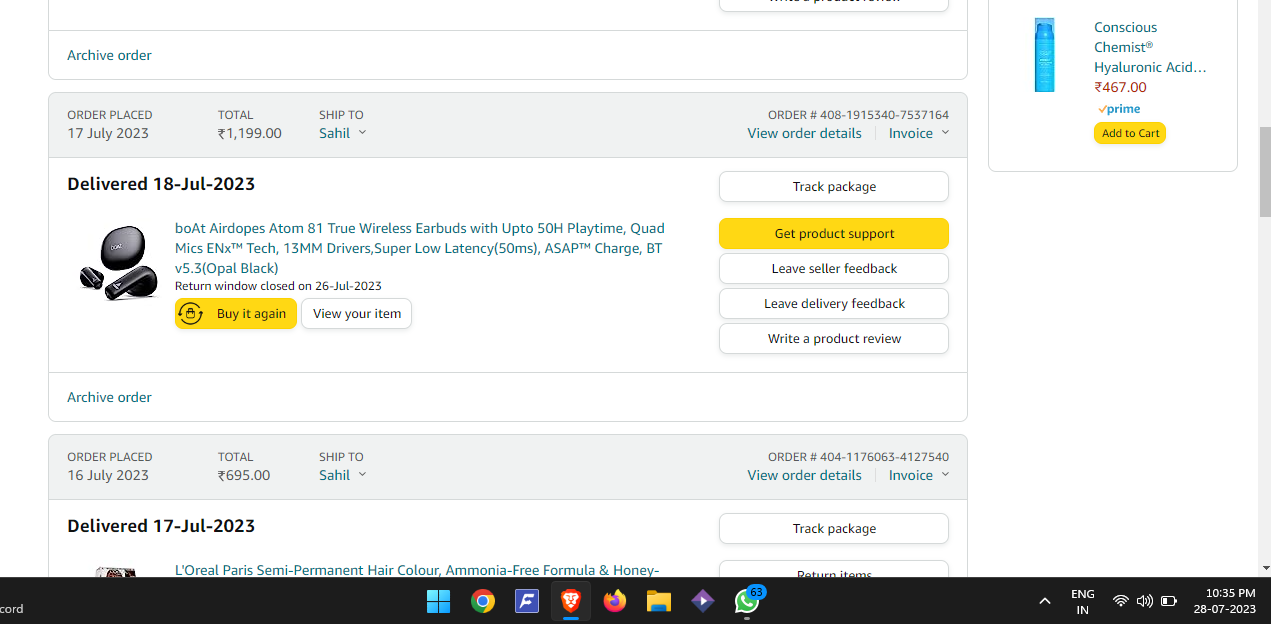 Write a product review
Archive order
ORDER PLACED
17 July 2023
TOTAL
₹1,199.00
SHIP TO
Sahil
ORDER # 408-1915340-7537164
View order details
Invoice
Delivered 18-Jul-2023
boAt Airdopes Atom 81 True Wireless Earbuds with Upto 50H Playtime, Quad
Mics ENx™ Tech, 13MM Drivers,Super Low Latency(50ms), ASAP™ Charge, BT
v5.3(Opal Black)
Return window closed on 26-Jul-2023
Buy it again
View your item
Track package
Get product support
Leave seller feedback
Leave delivery feedback
Write a product review
Archive order
ORDER PLACED
16 July 2023
TOTAL
₹695.00
SHIP TO
Sahil
ORDER # 404-1176063-4127540
View order details
Invoice
Delivered 17-Jul-2023
Track package
L'Oreal Paris Semi-Permanent Hair Colour, Ammonia-Free Formula & Honey-
Return items
Conscious
Chemist®
Hyaluronic Acid…
₹467.00
prime
Add to Cart
cord
63
ENG
IN
10:35 PM
28-07-2023